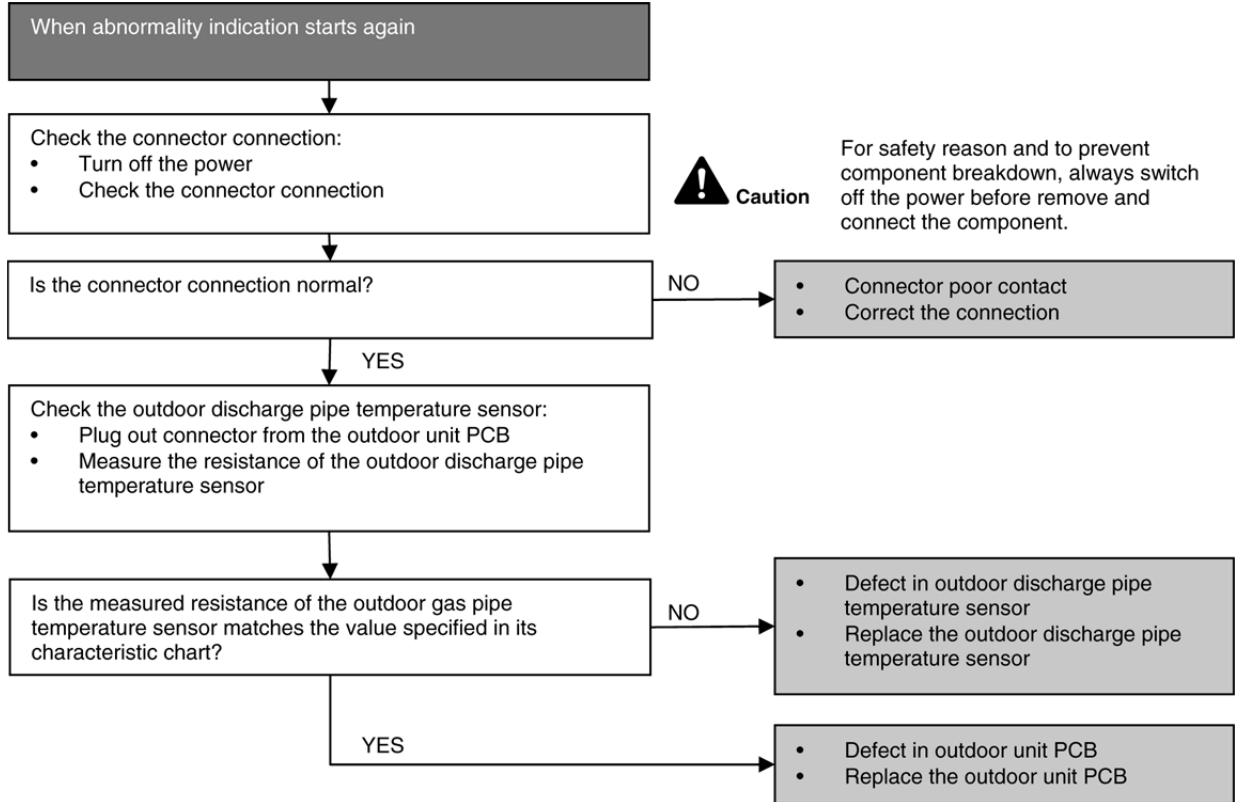 When abnormality indication starts again
Check the connector connection:
• Turn off the power
• Check the connector connection
Caution
For safety reason and to prevent
component breakdown, always switch
off the power before remove and
connect the component.
Is the connector connection normal?
NO
• Connector poor contact
• Correct the connection
YES
Check the outdoor discharge pipe temperature sensor:
• Plug out connector from the outdoor unit PCB
• Measure the resistance of the outdoor discharge pipe
temperature sensor
Is the measured resistance of the outdoor gas pipe
temperature sensor matches the value specified in its
characteristic chart?
NO
• Defect in outdoor discharge pipe
temperature sensor
• Replace the outdoor discharge pipe
temperature sensor
YES
• Defect in outdoor unit PCB
• Replace the outdoor unit PCB